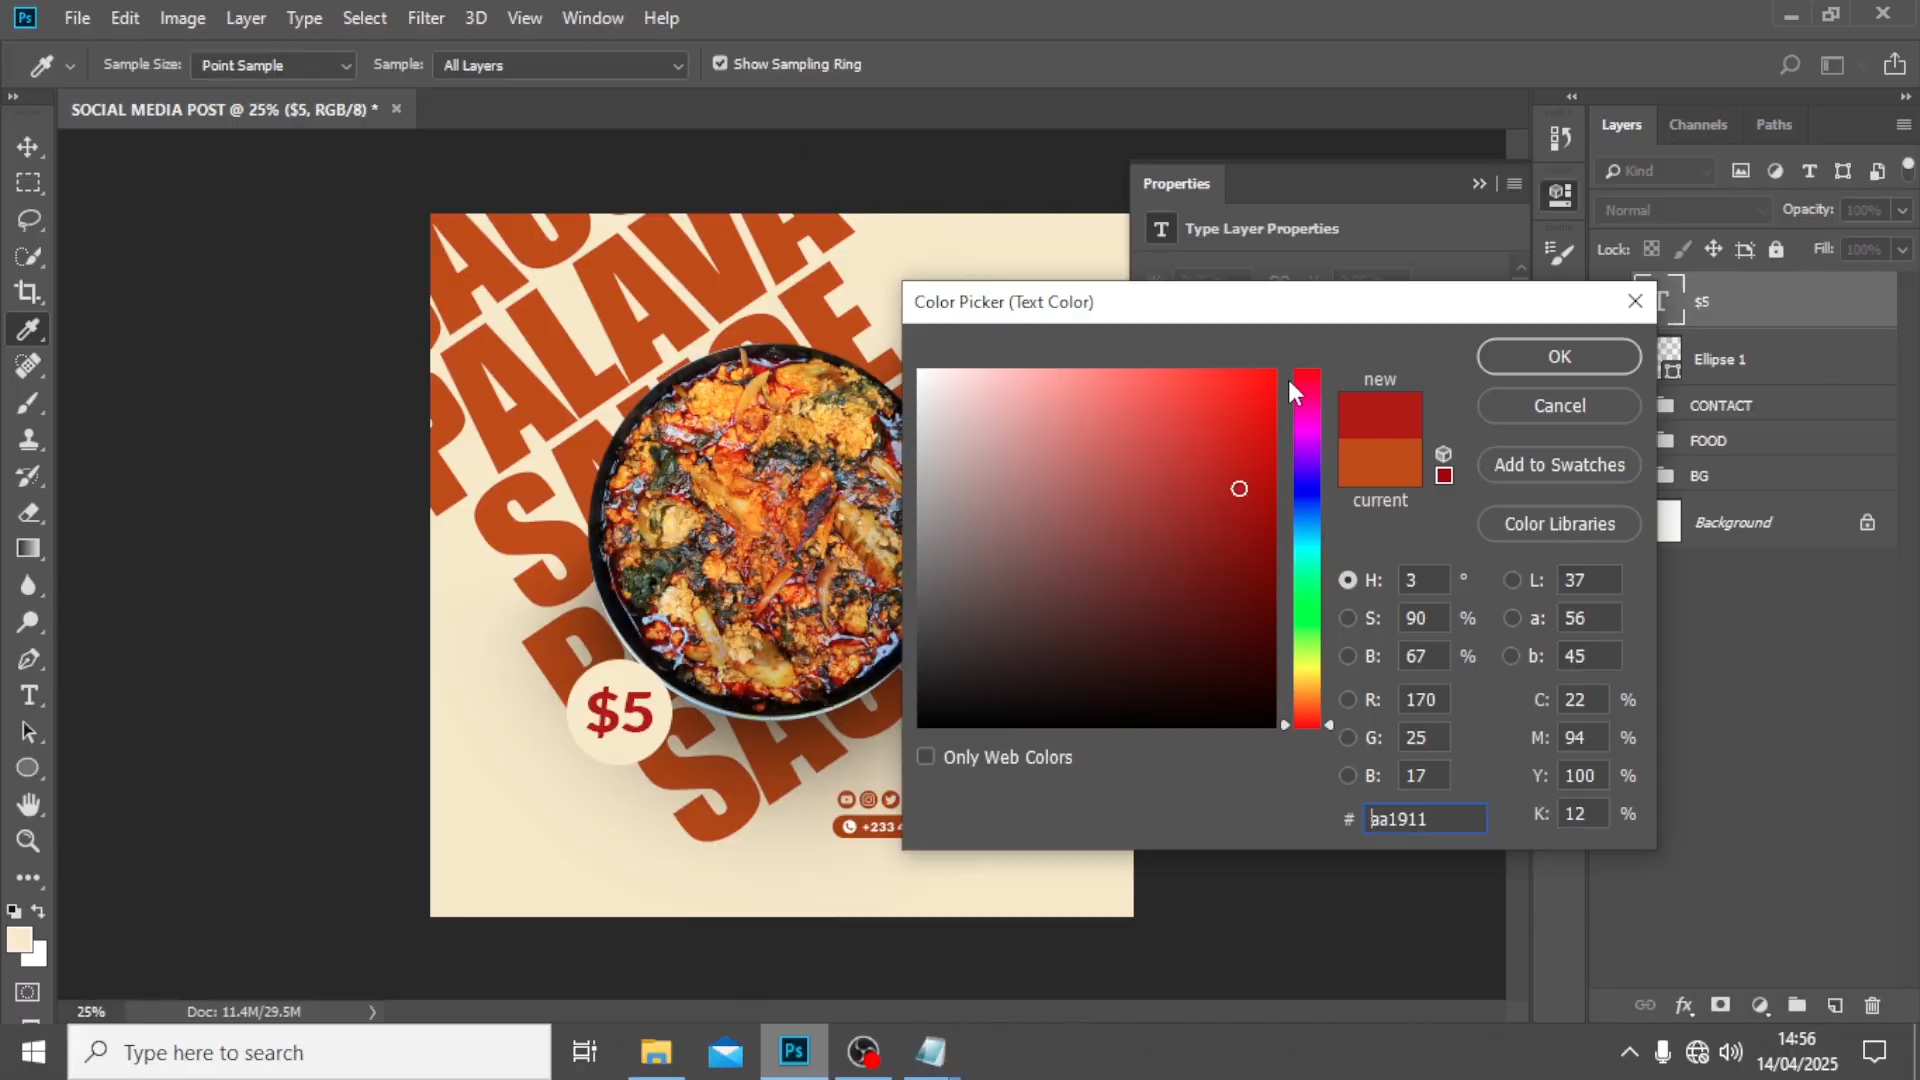 Ps File Edit Image Layer Type Select Filter 3D View Window Help
Sample Size: Point Sample Sample: All Layers Show Sampling Ring
SOCIAL MEDIA POST @ 25% ($5, RGB/8) *
Layers Channels Paths
Kind
Normal Opacity: 100%
Lock: Fill: 100%
$5
Ellipse 1
CONTACT
FOOD
BG
Background
Properties
T Type Layer Properties
PALAVA
SAUCE
$5
+233 4
Color Picker (Text Color)
new
current
OK
Cancel
Add to Swatches
Color Libraries
H: 3 ° L: 37
S: 90 % a: 56
B: 67 % b: 45
R: 170 C: 22 %
G: 25 M: 94 %
B: 17 Y: 100 %
# aa1911 K: 12 %
Only Web Colors
25% Doc: 11.4M/29.5M
Type here to search
Ps
14:56
14/04/2025